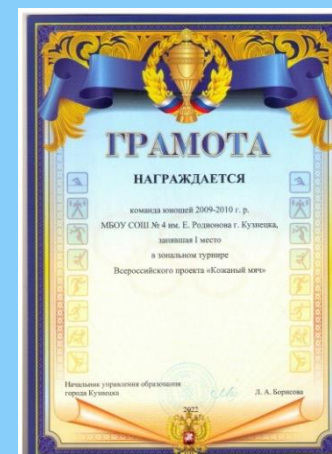 ГРАМОТА
НАГРАЖДАЕТСЯ
команда юношей 2009-2010 г. р.
МБОУ СОШ № 4 им. Е. Родионова г. Кузнецка,
занявшая I место
в зональном турнире
Всероссийского проекта «Кожаный мяч»
Начальник управления образования
города Кузнецка
Л. А. Борисова
2022